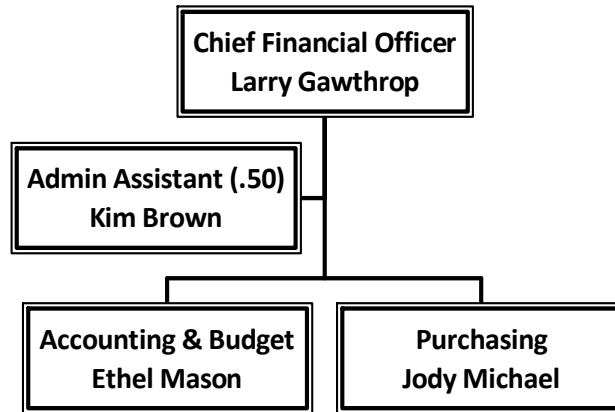 Chief Financial Officer
Larry Gawthrop
Admin Assistant (.50)
Kim Brown
Accounting & Budget
Ethel Mason
Purchasing
Jody Michael